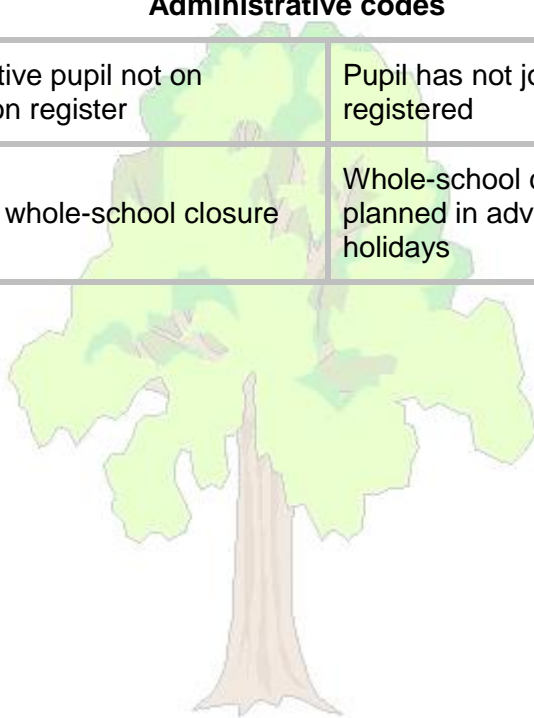 Administrative codes
tive pupil not on
on register
Pupil has not jo
registered
whole-school closure
Whole-school
planned in adv
holidays